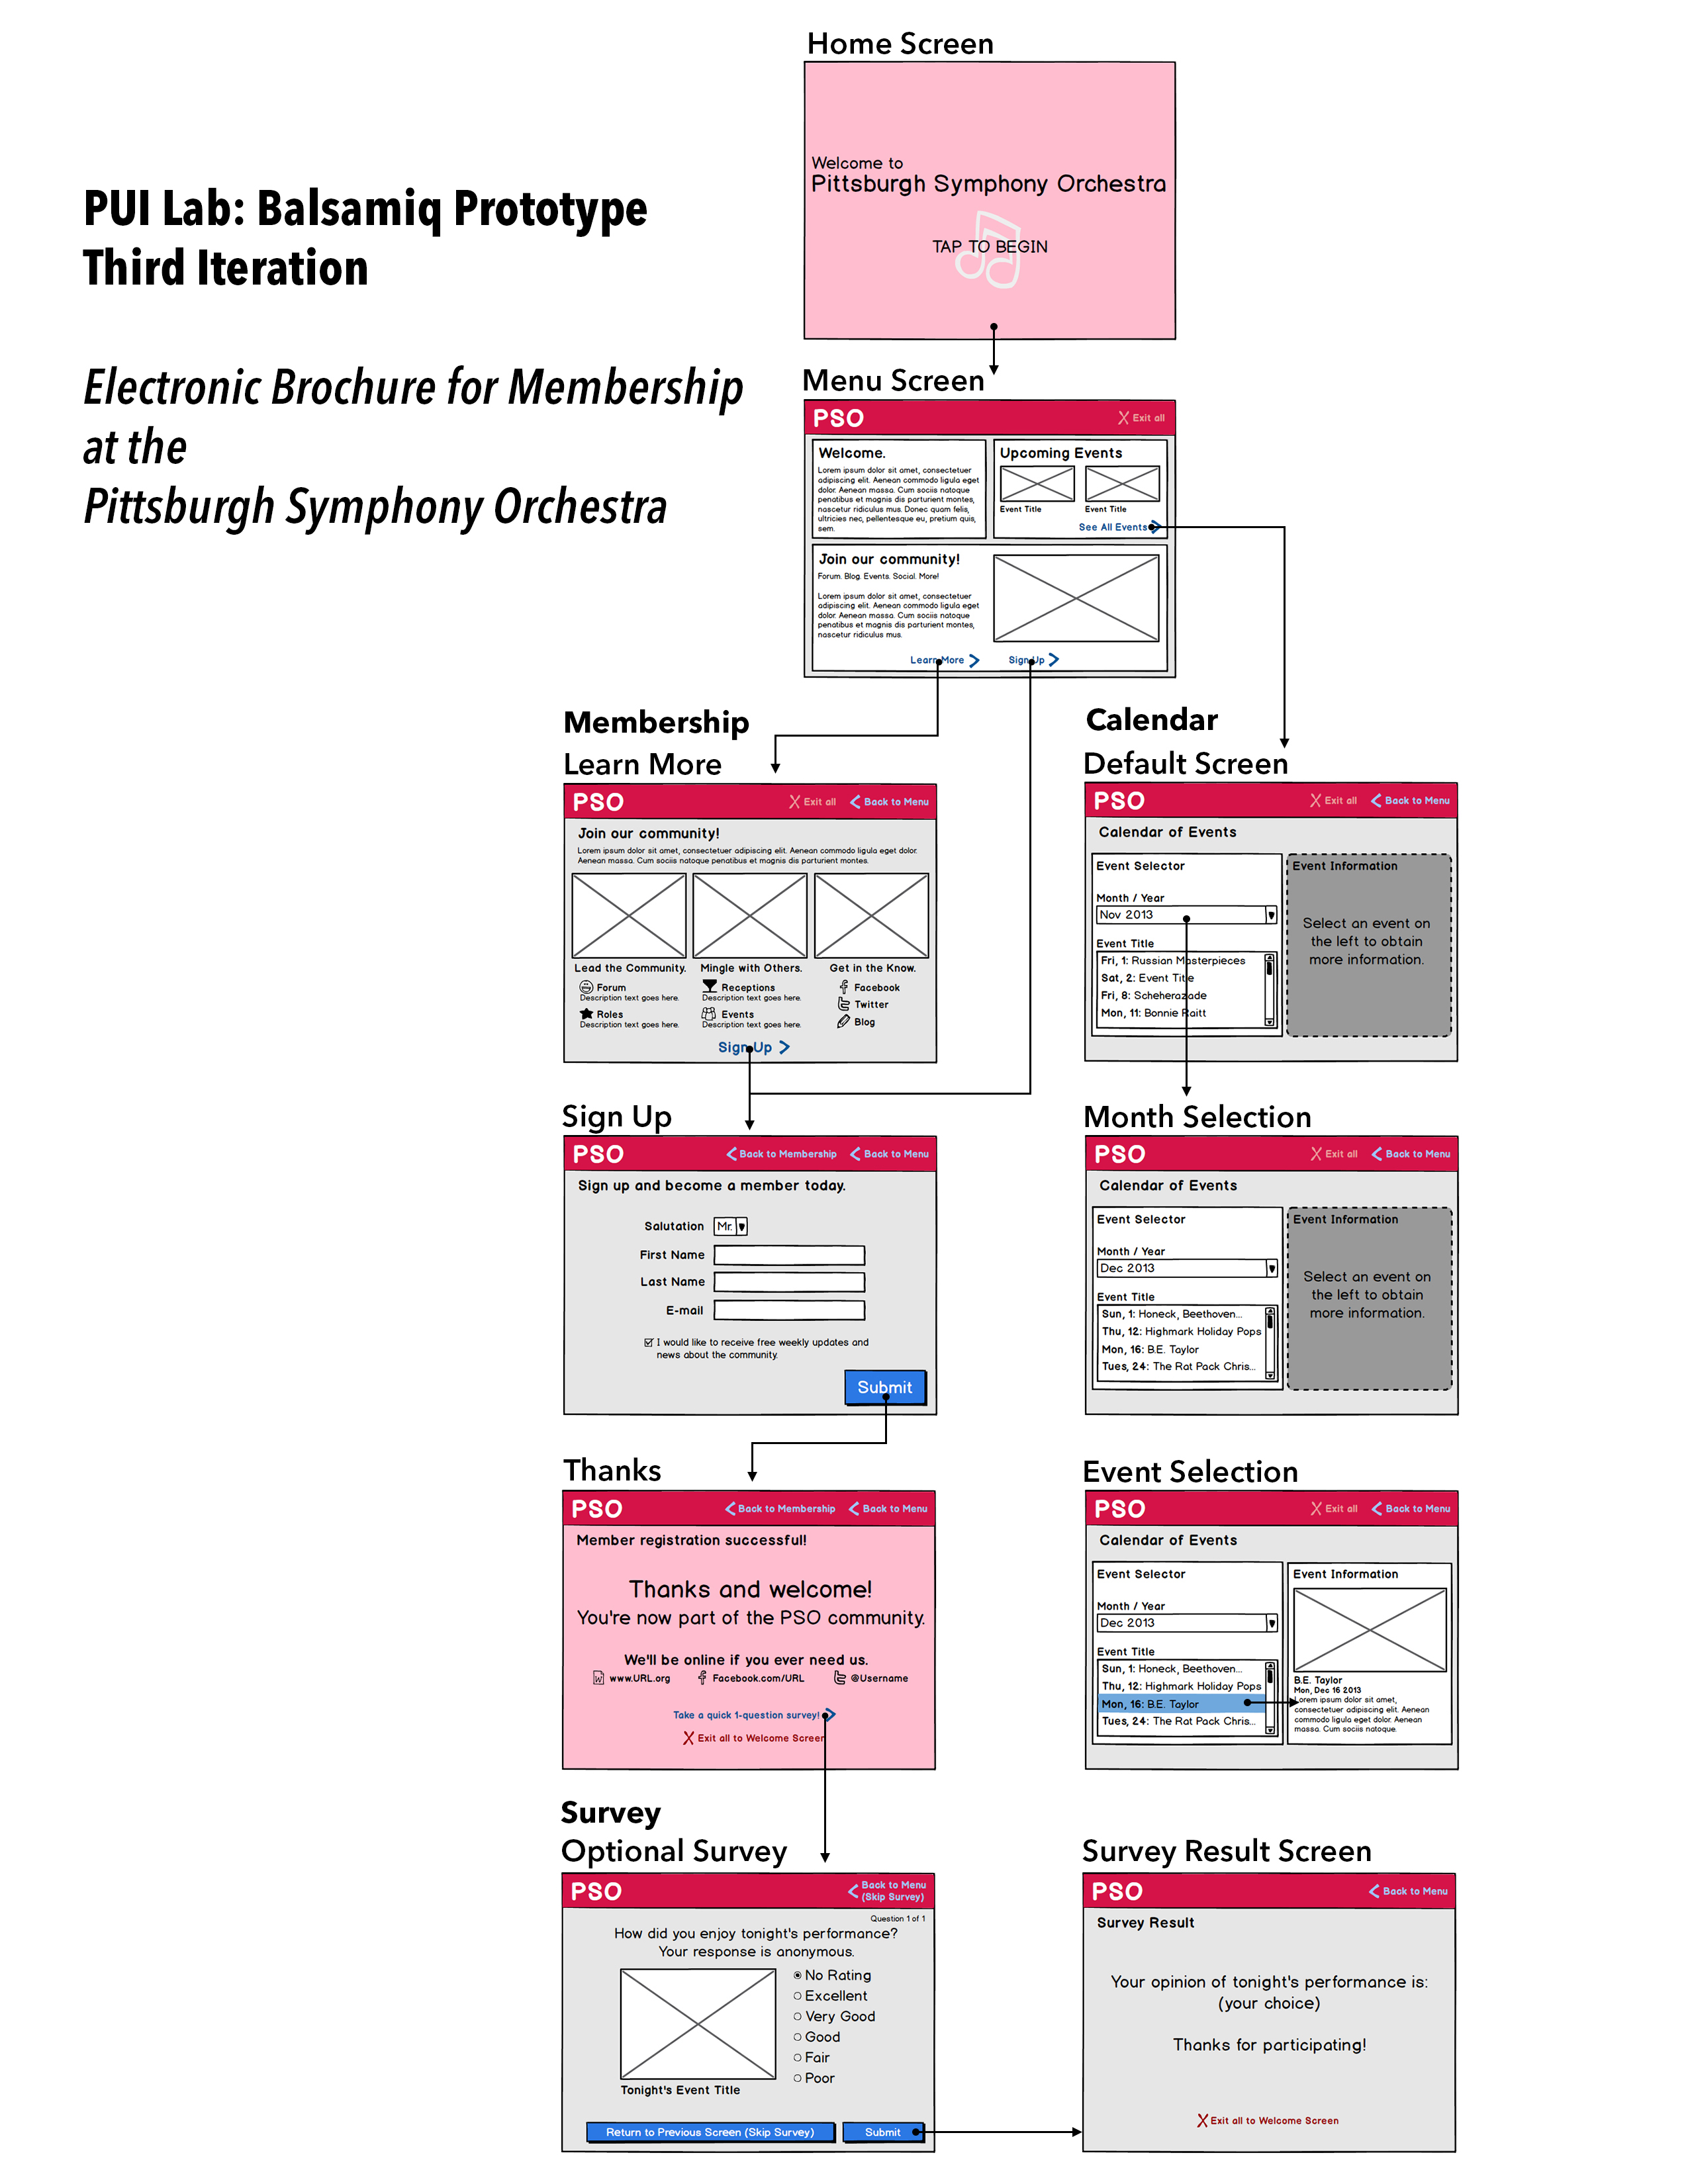 Home Screen
Welcome to
Pittsburgh Symphony Orchestra
TAP TO BEGIN
PUI Lab: Balsamiq Prototype
Third Iteration
Electronic Brochure for Membership
at the
Pittsburgh Symphony Orchestra
Menu Screen
PSO
Exit all
Welcome.
Lorem ipsum dolor sit amet, consectetuer
adipiscing elit. Aenean commodo ligula eget
dolor. Aenean massa. Cum sociis natoque
penatibus et magnis dis parturient montes,
nascetur ridiculus mus. Donec quam felis,
ultricies nec, pellentesque eu, pretium quis,
sem.
Upcoming Events
Event Title
Event Title
See All Events
Join our community!
Forum. Blog. Events. Social. More!
Lorem ipsum dolor sit amet, consectetuer
adipiscing elit. Aenean commodo ligula eget
dolor. Aenean massa. Cum sociis natoque
penatibus et magnis dis parturient montes,
nascetur ridiculus mus.
Learn More
Sign Up
Membership
Learn More
PSO
Exit all
Back to Menu
Join our community!
Lorem ipsum dolor sit amet, consectetuer adipiscing elit. Aenean commodo ligula eget dolor.
Aenean massa. Cum sociis natoque penatibus et magnis dis parturient montes.
Lead the Community.
Mingle with Others.
Get in the Know.
Forum
Description text goes here.
Roles
Description text goes here.
Receptions
Description text goes here.
Events
Description text goes here.
Facebook
Twitter
Blog
Sign Up
Calendar
Default Screen
PSO
Exit all
Back to Menu
Calendar of Events
Event Selector
Month / Year
Nov 2013
Event Title
Fri, 1: Russian Masterpieces
Sat, 2: Event Title
Fri, 8: Scheherazade
Mon, 11: Bonnie Raitt
Event Information
Select an event on
the left to obtain
more information.
Sign Up
PSO
Back to Membership
Back to Menu
Sign up and become a member today.
Salutation
Mr.
First Name
Last Name
E-mail
I would like to receive free weekly updates and
news about the community.
Submit
Month Selection
PSO
Exit all
Back to Menu
Calendar of Events
Event Selector
Month / Year
Dec 2013
Event Title
Sun, 1: Honeck, Beethoven...
Thu, 12: Highmark Holiday Pops
Mon, 16: B.E. Taylor
Tues, 24: The Rat Pack Chris...
Event Information
Select an event on
the left to obtain
more information.
Thanks
PSO
Back to Membership
Back to Menu
Member registration successful!
Thanks and welcome!
You're now part of the PSO community.
We'll be online if you ever need us.
www.URL.org
Facebook.com/URL
@Username
Take a quick 1-question survey!
Exit all to Welcome Screen
Event Selection
PSO
Exit all
Back to Menu
Calendar of Events
Event Selector
Month / Year
Dec 2013
Event Title
Sun, 1: Honeck, Beethoven...
Thu, 12: Highmark Holiday Pops
Mon, 16: B.E. Taylor
Tues, 24: The Rat Pack Chris...
Event Information
B.E. Taylor
Mon, Dec 16 2013
Lorem ipsum dolor sit amet,
consectetuer adipiscing elit. Aenean
commodo ligula eget dolor. Aenean
massa. Cum sociis natoque.
Survey
Optional Survey
PSO
Back to Menu
(Skip Survey)
Question 1 of 1
How did you enjoy tonight's performance?
Your response is anonymous.
No Rating
Excellent
Very Good
Good
Fair
Poor
Tonight's Event Title
Return to Previous Screen (Skip Survey)
Submit
Survey Result Screen
PSO
Back to Menu
Survey Result
Your opinion of tonight's performance is:
(your choice)
Thanks for participating!
Exit all to Welcome Screen